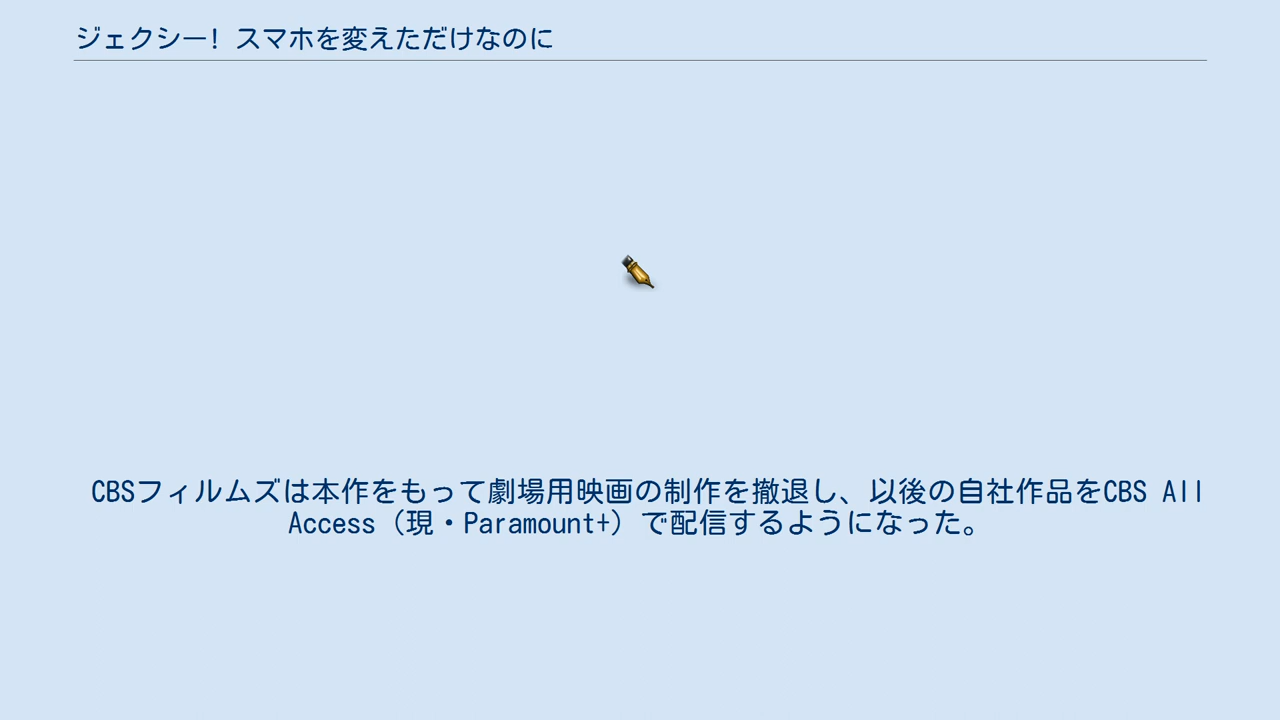 ジェクシー! スマホを変えただけなのに
CBSフィルムズは本作をもって劇場用映画の制作を撤退し、以後の自社作品をCBS All
Access（現・Paramount+）で配信するようになった。